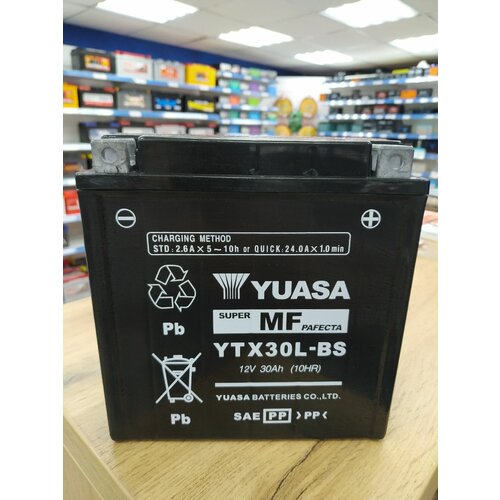 CHARGING METHOD
STD : 2.6A × 5 ~ 10h or QUICK : 24.0A × 1.0 min
YUASA
SUPER MF PAFECTA
Pb
YTX30L-BS
12V 30Ah (10HR)
YUASA BATTERIES CO.,LTD.
Pb
SAE PP >PP<